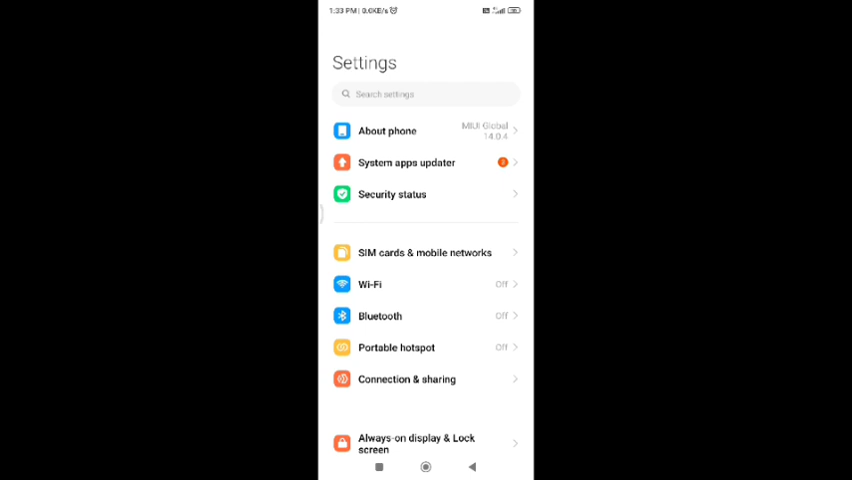 1:33 PM | 0.0KB/s
Settings
Search settings
About phone
MIUI Global
14.0.4
System apps updater
Security status
SIM cards & mobile networks
Wi-Fi
Off
Bluetooth
Off
Portable hotspot
Off
Connection & sharing
Always-on display & Lock
screen